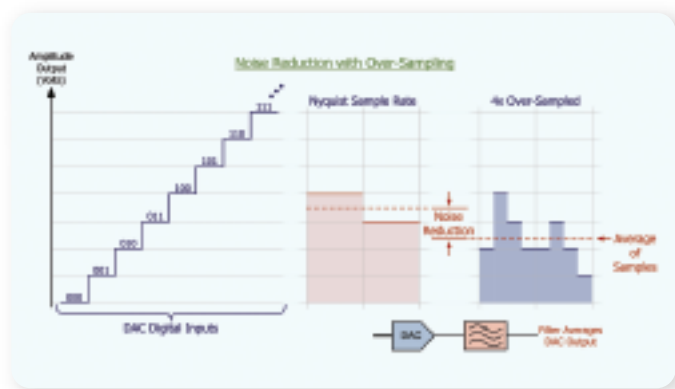 Noise Reduction with Over-Sampling
Amplitude
Output
(Volts)
Nyquist Sample Rate
4x Over-Sampled
111
110
101
100
011
010
001
000
DAC Digital Inputs
Noise
Reduction
Average
of
Samples
DAC
Filter Averages
DAC Output